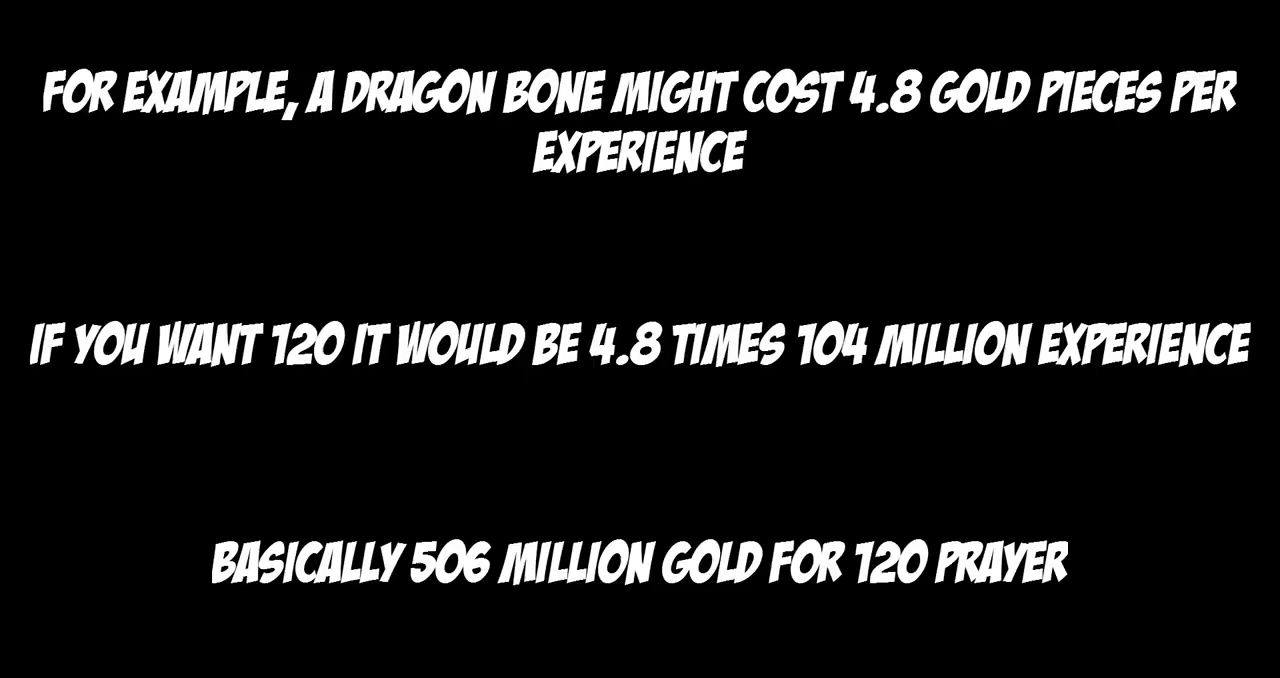 FOR EXAMPLE, A DRAGON BONE MIGHT COST 4.8 GOLD PIECES PER
EXPERIENCE
IF YOU WANT 120 IT WOULD BE 4.8 TIMES 104 MILLION EXPERIENCE
BASICALLY 506 MILLION GOLD FOR 120 PRAYER